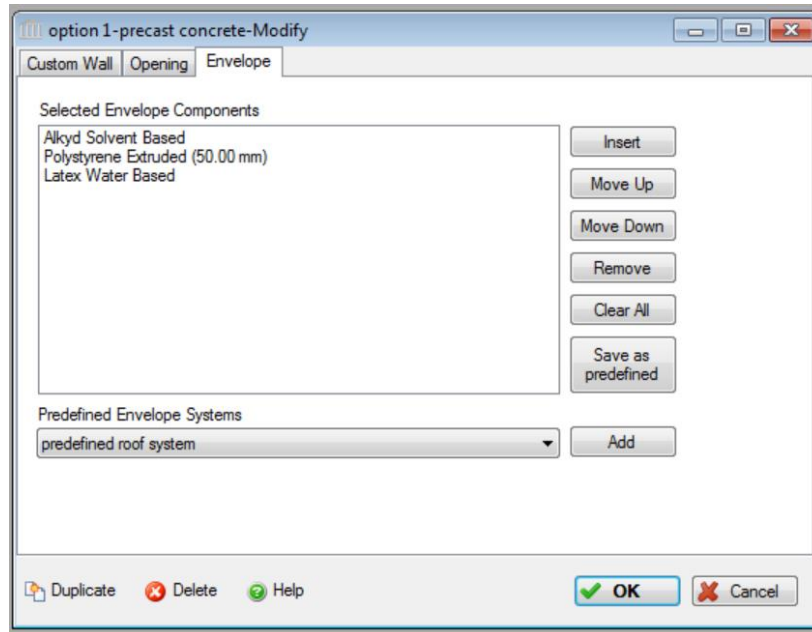 option 1-precast concrete-Modify
Custom Wall Opening Envelope
Selected Envelope Components
Alkyd Solvent Based
Polystyrene Extruded (50.00 mm)
Latex Water Based
Insert
Move Up
Move Down
Remove
Clear All
Save as
predefined
Predefined Envelope Systems
predefined roof system
Add
Duplicate Delete Help OK Cancel